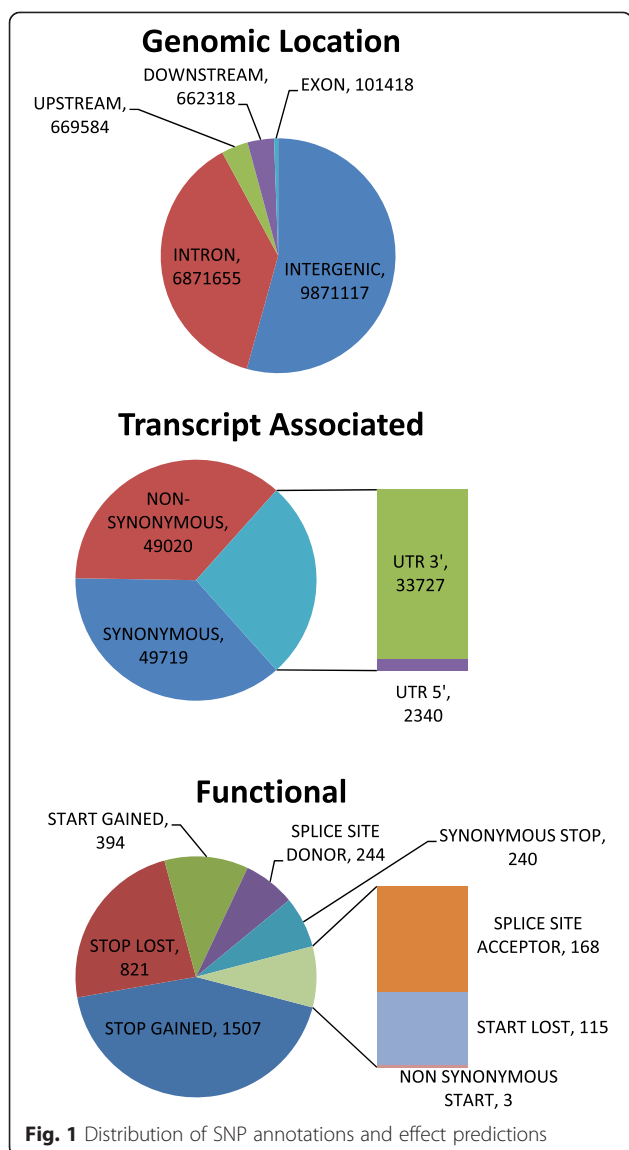 Genomic Location
DOWNSTREAM,
662318
EXON, 101418
UPSTREAM,
669584
INTRON,
6871655
INTERGENIC,
9871117
Transcript Associated
NON-
SYNONYMOUS,
49020
SYNONYMOUS,
49719
UTR 3',
33727
UTR 5',
2340
Functional
START GAINED,
394
SPLICE SITE
DONOR, 244
SYNONYMOUS STOP,
240
STOP LOST,
821
STOP GAINED, 1507
SPLICE SITE
ACCEPTOR, 168
START LOST, 115
NON SYNONYMOUS
START, 3
Fig. 1 Distribution of SNP annotations and effect predictions